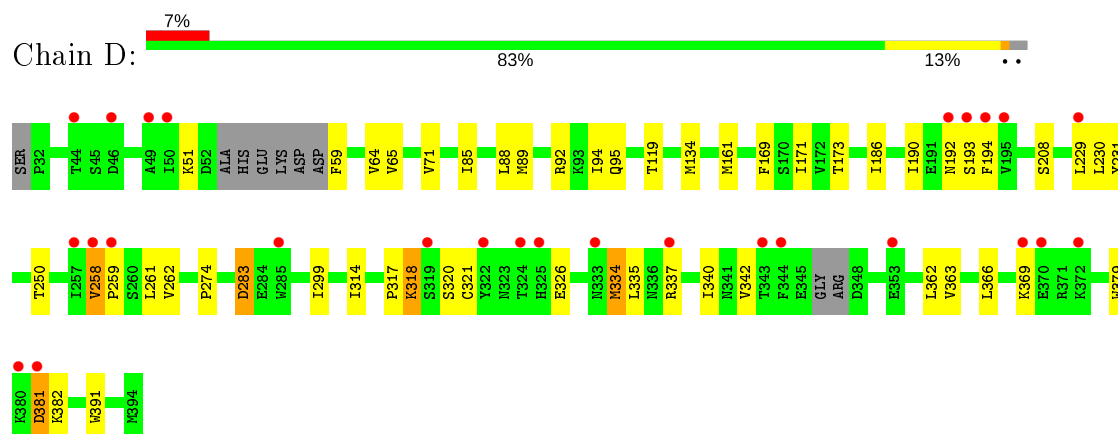 7%
Chain D:
83% 13% • •
SER P32 T44 S45 D46 A49 I50 K51 D52 ALA HIS GLU LYS ASP ASP F59 V64 V65 V71 I85 L88 M89 R92 K93 I94 Q95 T119 M134 M161 F169 S170 I171 V172 T173 I186 I190 E191 N192 S193 F194 V195 S208 L229 L230 Y231
T250 I257 V258 P259 S260 L261 V262 P274 D283 E284 W285 I299 I314 P317 K318 S319 S320 C321 Y322 N323 T324 H325 E326 N333 M334 L335 N336 R337 I340 N341 V342 T343 F344 E345 GLY ARG D348 E353 L362 V363 L366 K369 E370 R371 K372
K380 D381 K382 W391 M394